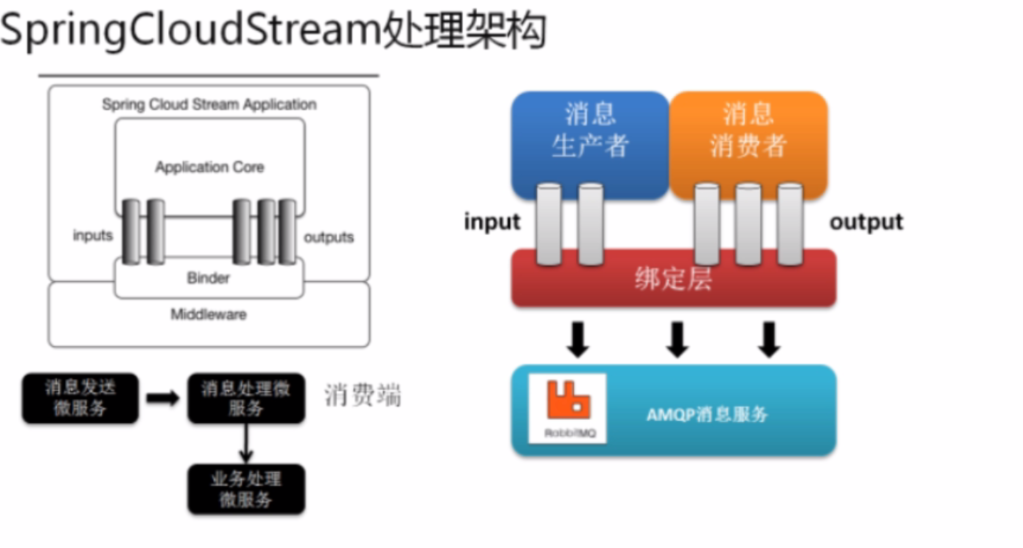 SpringCloudStream处理架构
Spring Cloud Stream Application
Application Core
inputs
outputs
Binder
Middleware
消息发送
微服务
消息处理微
服务
消费端
业务处理
微服务
消息
生产者
消息
消费者
input
output
绑定层
RabbitMQ
AMQP消息服务